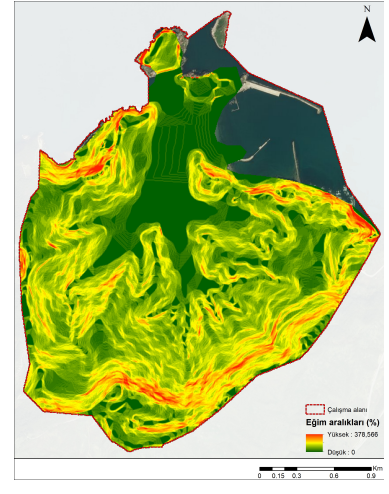 N
Çalışma alanı
Eğim aralıkları (%)
Yüksek : 378,566
Düşük : 0
Km
0 0.15 0.3 0.6 0.9